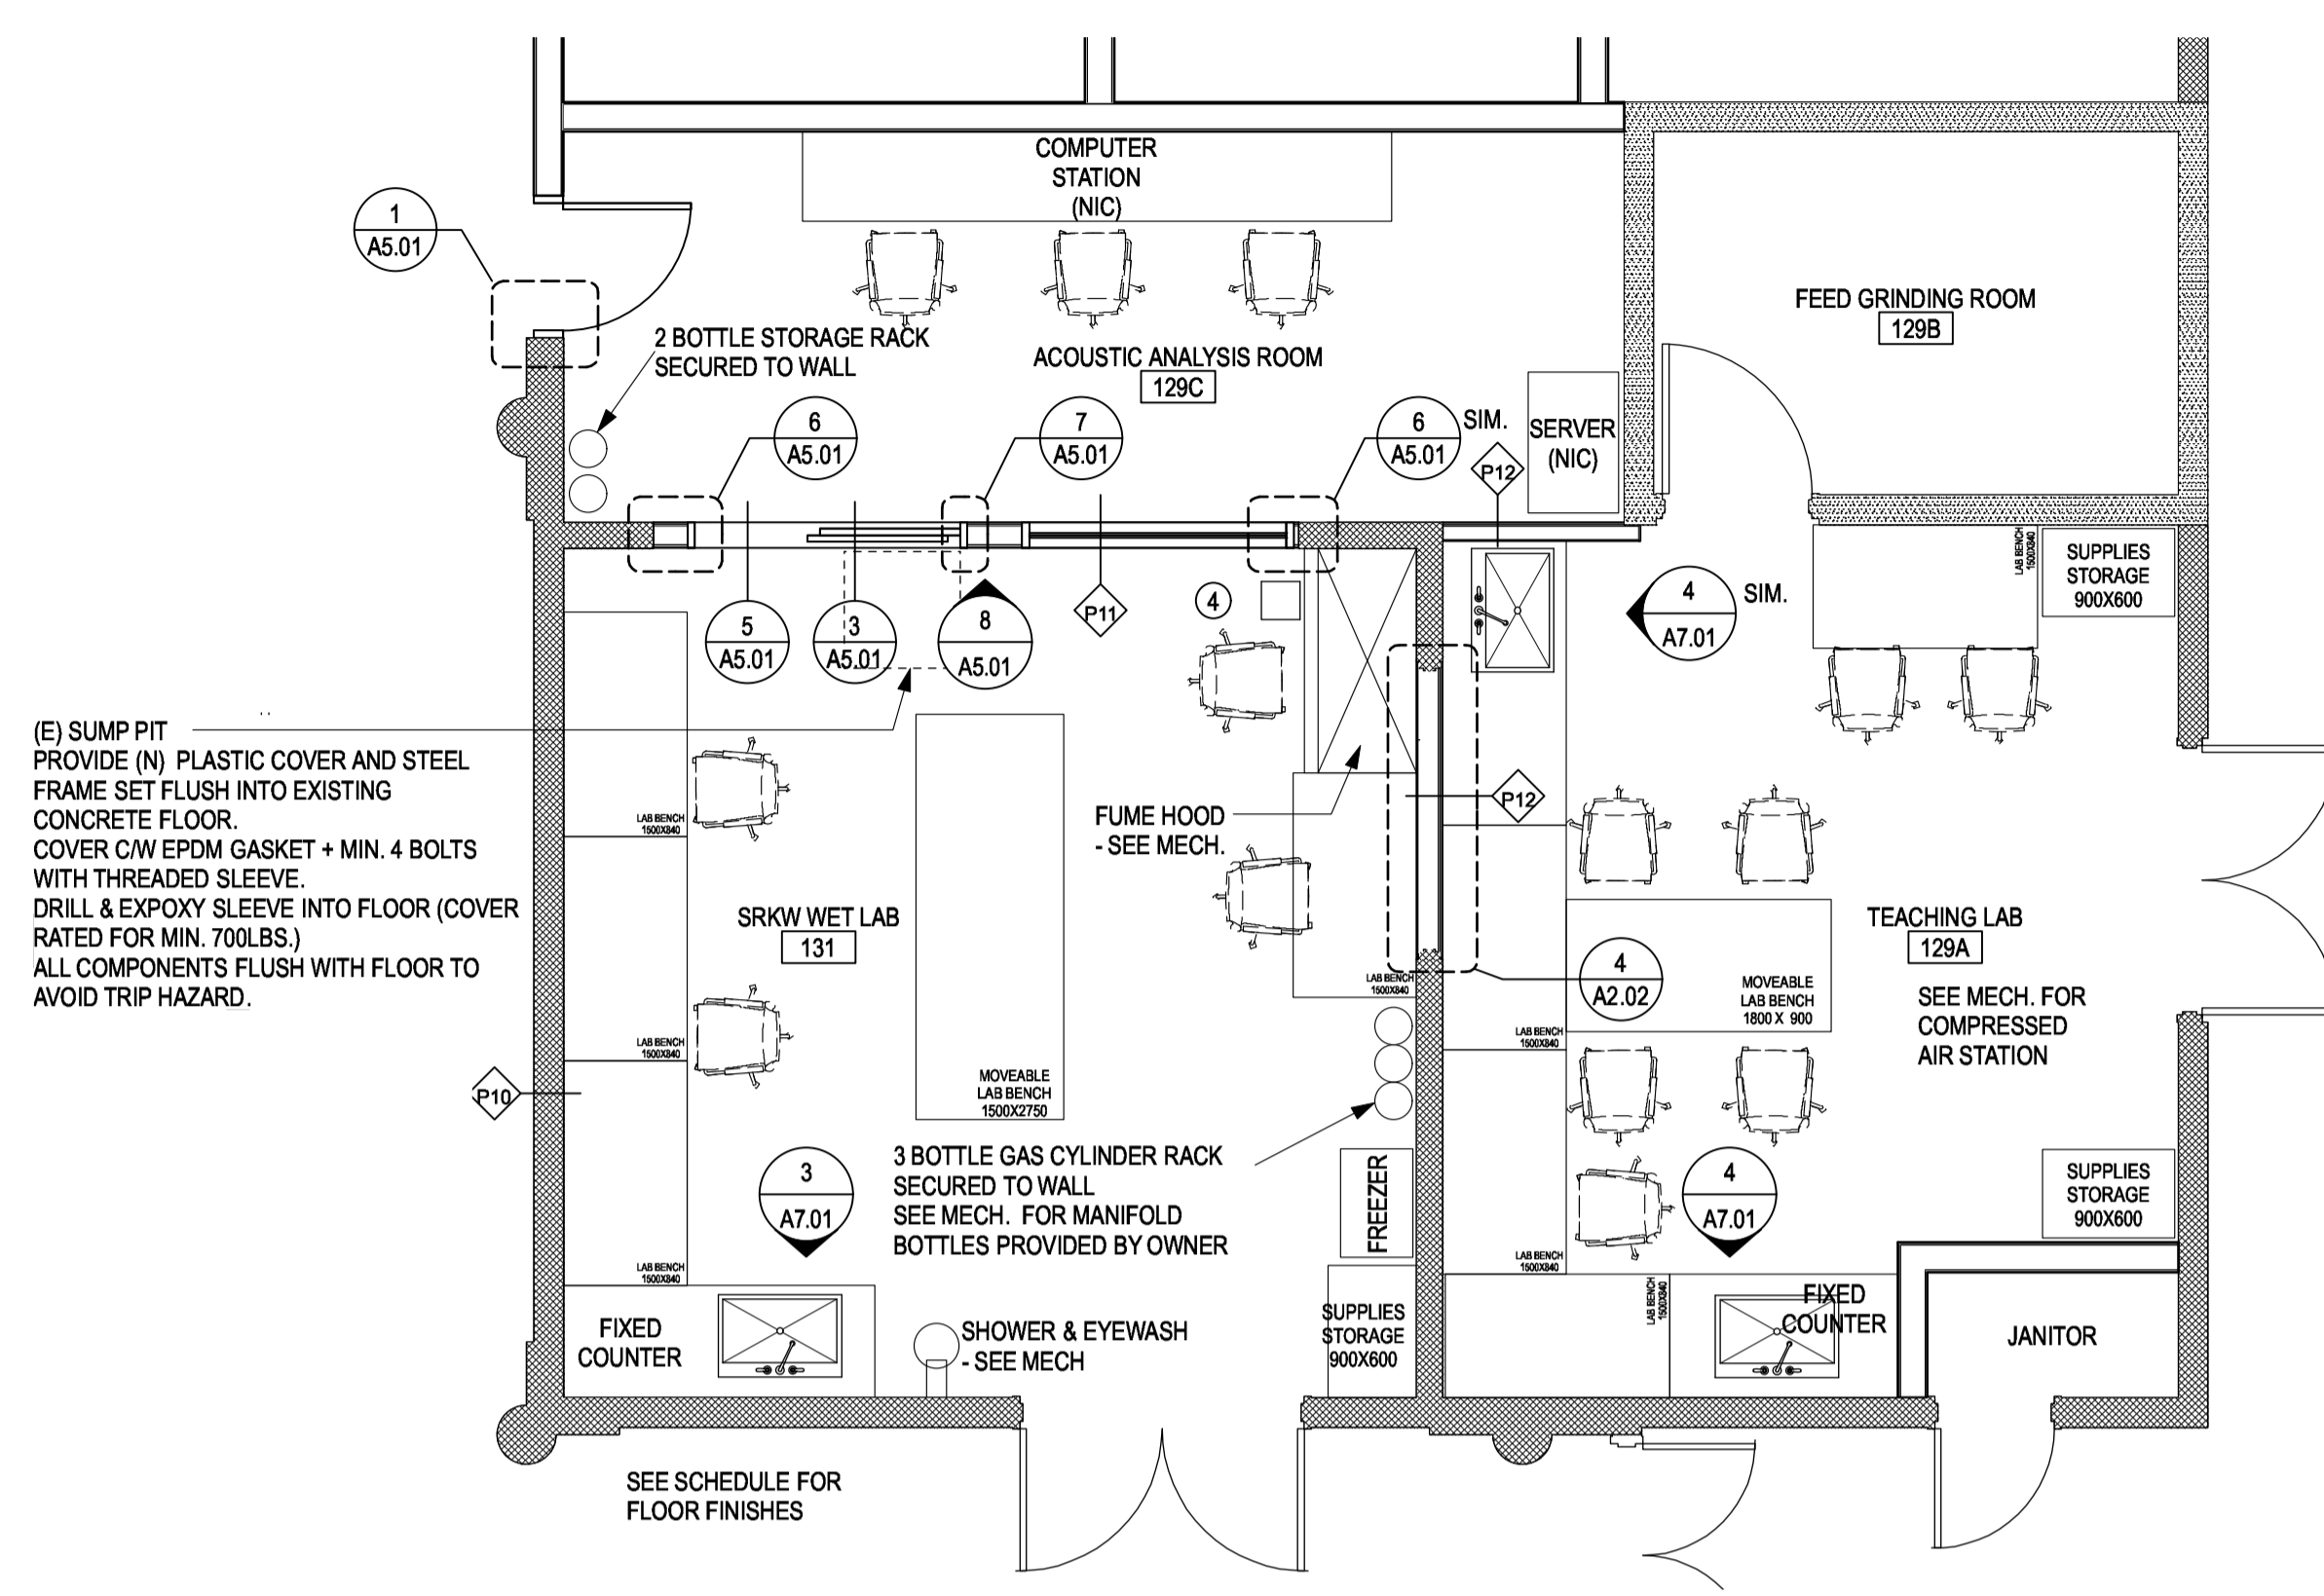 COMPUTER
STATION
(NIC)
1
A5.01
FEED GRINDING ROOM
129B
2 BOTTLE STORAGE RACK
SECURED TO WALL
ACOUSTIC ANALYSIS ROOM
129C
6
A5.01
7
A5.01
6
A5.01
SIM.
P12
SERVER
(NIC)
5
A5.01
3
A5.01
8
A5.01
P11
4
4
A7.01
SIM.
LAB BENCH
1500X840
SUPPLIES
STORAGE
900X600
(E) SUMP PIT
PROVIDE (N) PLASTIC COVER AND STEEL
FRAME SET FLUSH INTO EXISTING
CONCRETE FLOOR.
COVER C/W EPDM GASKET + MIN. 4 BOLTS
WITH THREADED SLEEVE.
DRILL & EXPOXY SLEEVE INTO FLOOR (COVER
RATED FOR MIN. 700LBS.)
ALL COMPONENTS FLUSH WITH FLOOR TO
AVOID TRIP HAZARD.
LAB BENCH
1500X840
FUME HOOD
- SEE MECH.
P12
SRKW WET LAB
131
TEACHING LAB
129A
LAB BENCH
1500X840
4
A2.02
MOVEABLE
LAB BENCH
1800 X 900
SEE MECH. FOR
COMPRESSED
AIR STATION
LAB BENCH
1500X840
LAB BENCH
1500X840
P10
MOVEABLE
LAB BENCH
1500X2750
3
A7.01
3 BOTTLE GAS CYLINDER RACK
SECURED TO WALL
SEE MECH. FOR MANIFOLD
BOTTLES PROVIDED BY OWNER
FREEZER
4
A7.01
SUPPLIES
STORAGE
900X600
LAB BENCH
1500X840
LAB BENCH
1500X840
LAB BENCH
1500X840
FIXED
COUNTER
SHOWER & EYEWASH
- SEE MECH
SUPPLIES
STORAGE
900X600
FIXED
COUNTER
JANITOR
SEE SCHEDULE FOR
FLOOR FINISHES